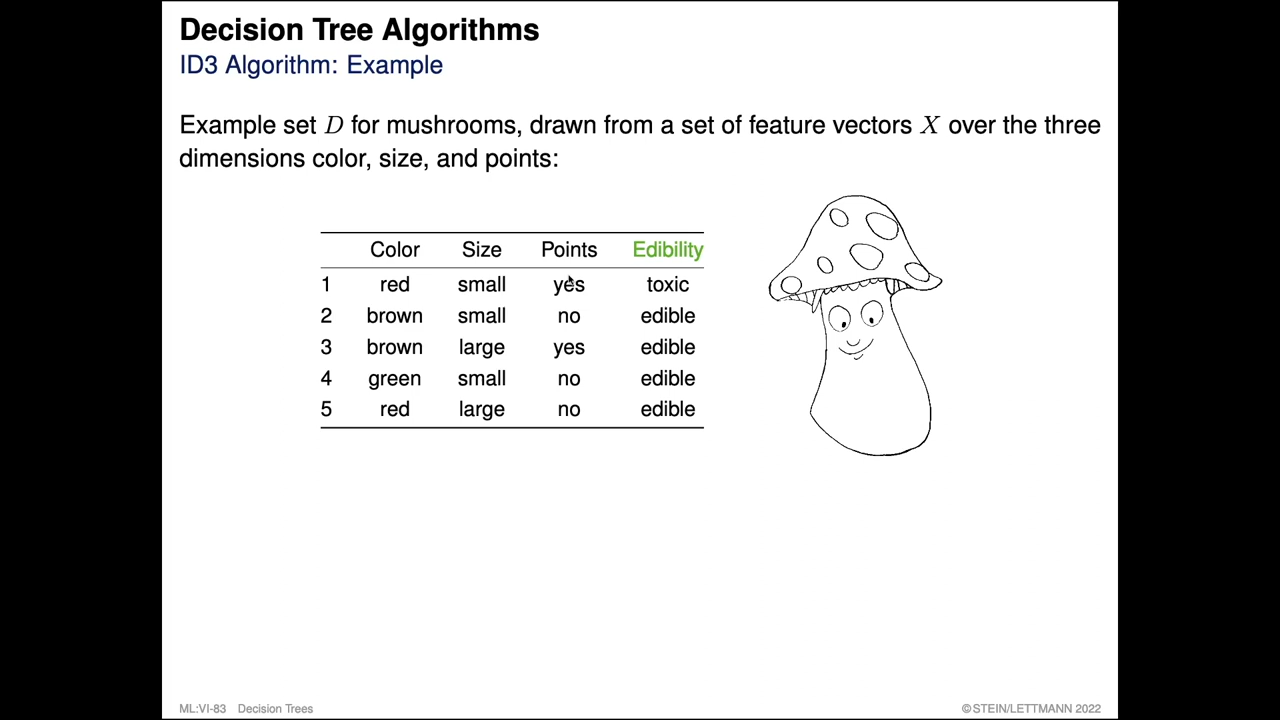 Decision Tree Algorithms
ID3 Algorithm: Example
Example set D for mushrooms, drawn from a set of feature vectors X over the three
dimensions color, size, and points:
Color Size Points Edibility
1 red small yes toxic
2 brown small no edible
3 brown large yes edible
4 green small no edible
5 red large no edible
ML:VI-83 Decision Trees ©STEIN/LETTMANN 2022